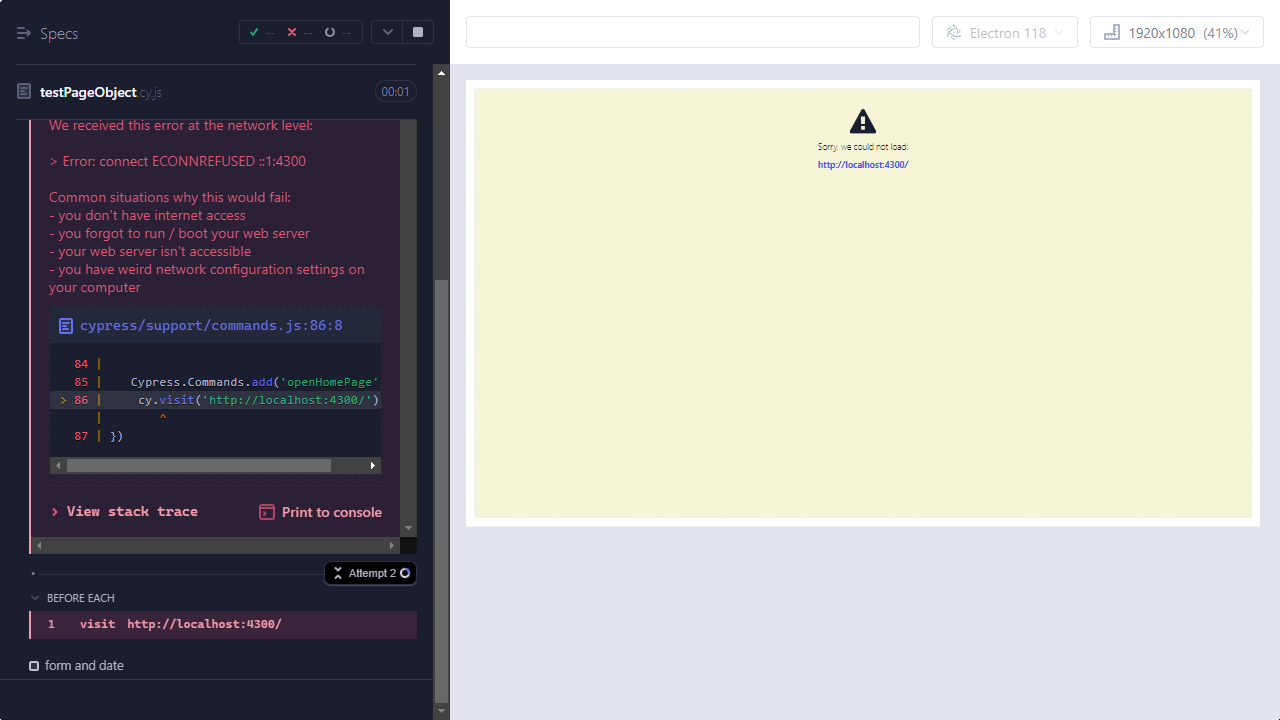 Specs
-- -- --
Electron 118
1920x1080 (41%)
testPageObject.cy.js
00:01
We received this error at the network level:
> Error: connect ECONNREFUSED ::1:4300
Common situations why this would fail:
- you don't have internet access
- you forgot to run / boot your web server
- your web server isn't accessible
- you have weird network configuration settings on
your computer
cypress/support/commands.js:86:8
84 |
85 | Cypress.Commands.add('openHomePage'
> 86 | cy.visit('http://localhost:4300/')
| ^
87 | })
> View stack trace
Print to console
Attempt 2
BEFORE EACH
1 visit http://localhost:4300/
form and date
Sorry, we could not load:
http://localhost:4300/